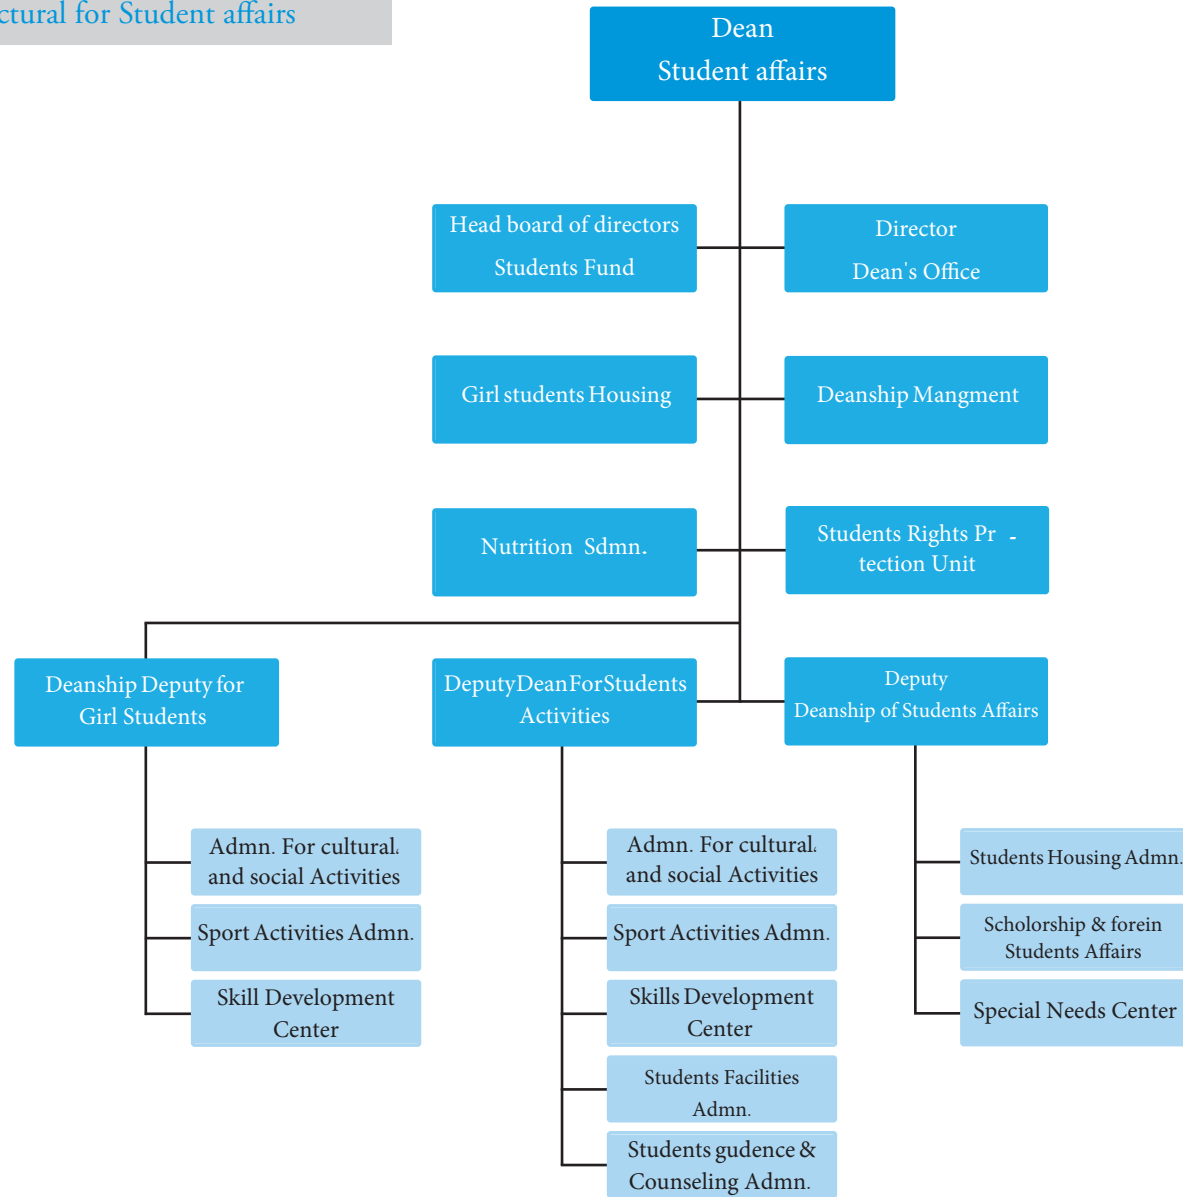 ctural for Student affairs
Dean
Student affairs
Head board of directors
Students Fund
Director
Dean's Office
Girl students Housing
Deanship Mangment
Nutrition Sdmn.
Students Rights Pr -
tection Unit
Deanship Deputy for
Girl Students
Deputy Dean For Students
Activities
Deputy
Deanship of Students Affairs
Admn. For cultural,
and social Activities
Sport Activities Admn.
Skill Development
Center
Admn. For cultural,
and social Activities
Sport Activities Admn.
Skills Development
Center
Students Facilities
Admn.
Students gudence &
Counseling Admn.
Students Housing Admn.
Scholorship & forein
Students Affairs
Special Needs Center